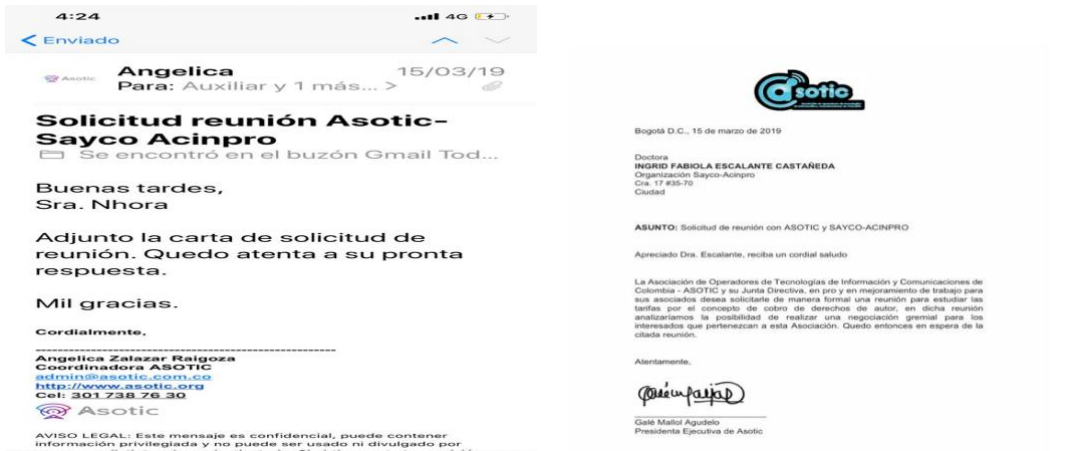 4:24
4G
Enviado
Asotic
Angelica
15/03/19
Para: Auxiliar y 1 más... >
Solicitud reunión Asotic-
Sayco Acinpro
Se encontró en el buzón Gmail Tod...
Buenas tardes,
Sra. Nhora
Adjunto la carta de solicitud de
reunión. Quedo atenta a su pronta
respuesta.
Mil gracias.
Cordialmente,
Angelica Zalazar Raigoza
Coordinadora ASOTIC
admin@asotic.com.co
http://www.asotic.org
Cel: 301 738 76 30
Asotic
AVISO LEGAL: Este mensaje es confidencial, puede contener
información privilegiada y no puede ser usado ni divulgado por
asotic
Bogotá D.C., 15 de marzo de 2019
Doctora
INGRID FABIOLA ESCALANTE CASTAÑEDA
Organización Sayco-Acinpro
Cra. 17 #35-70
Ciudad
ASUNTO: Solicitud de reunión con ASOTIC y SAYCO-ACINPRO
Apreciado Dra. Escalante, reciba un cordial saludo
La Asociación de Operadores de Tecnologías de Información y Comunicaciones de
Colombia - ASOTIC y su Junta Directiva, en pro y en mejoramiento de trabajo para
sus asociados desea solicitarle de manera formal una reunión para estudiar las
tarifas por el concepto de cobro de derechos de autor, en dicha reunión
analizaríamos la posibilidad de realizar una negociación gremial para los
interesados que pertenezcan a esta Asociación. Quedo entonces en espera de la
citada reunión.
Atentamente,
Galé Mallol Agudelo
Presidenta Ejecutiva de Asotic